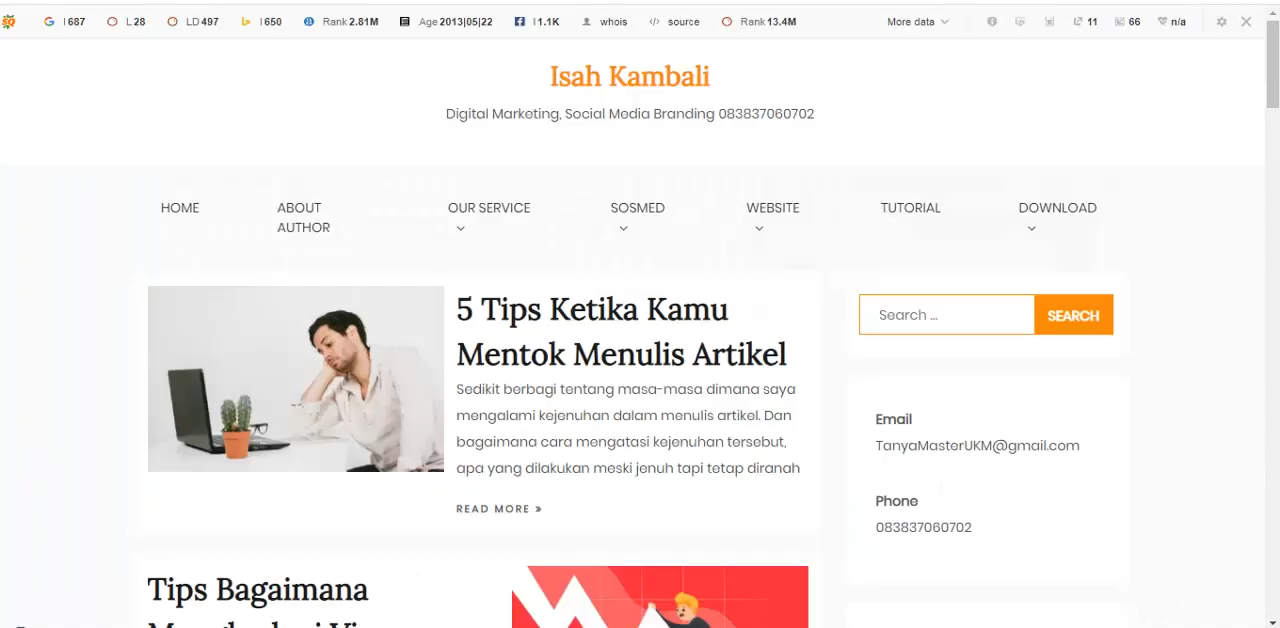 I 687 L 28 LD 497 I 650 Rank 2.81M Age 2013|05|22 I 1.1K whois source Rank 13.4M More data 11 66 n/a
Isah Kambali
Digital Marketing, Social Media Branding 083837060702
HOME ABOUT AUTHOR OUR SERVICE SOSMED WEBSITE TUTORIAL DOWNLOAD
5 Tips Ketika Kamu
Mentok Menulis Artikel
Sedikit berbagi tentang masa-masa dimana saya
mengalami kejenuhan dalam menulis artikel. Dan
bagaimana cara mengatasi kejenuhan tersebut,
apa yang dilakukan meski jenuh tapi tetap diranah
READ MORE »
Search ... SEARCH
Email
TanyaMasterUKM@gmail.com
Phone
083837060702
Tips Bagaimana